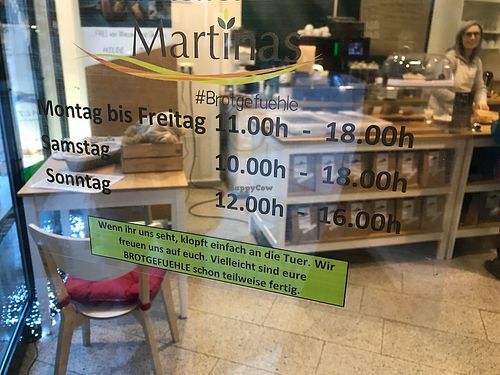 Martinas
#Brotgefuehle
Montag bis Freitag 11.00h - 18.00h
Samstag 10.00h - 18.00h
Sonntag 12.00h - 16.00h
HappyCow
Wenn ihr uns seht, klopft einfach an die Tuer. Wir
freuen uns auf euch. Vielleicht sind eure
BROTGEFUEHLE schon teilweise fertig.